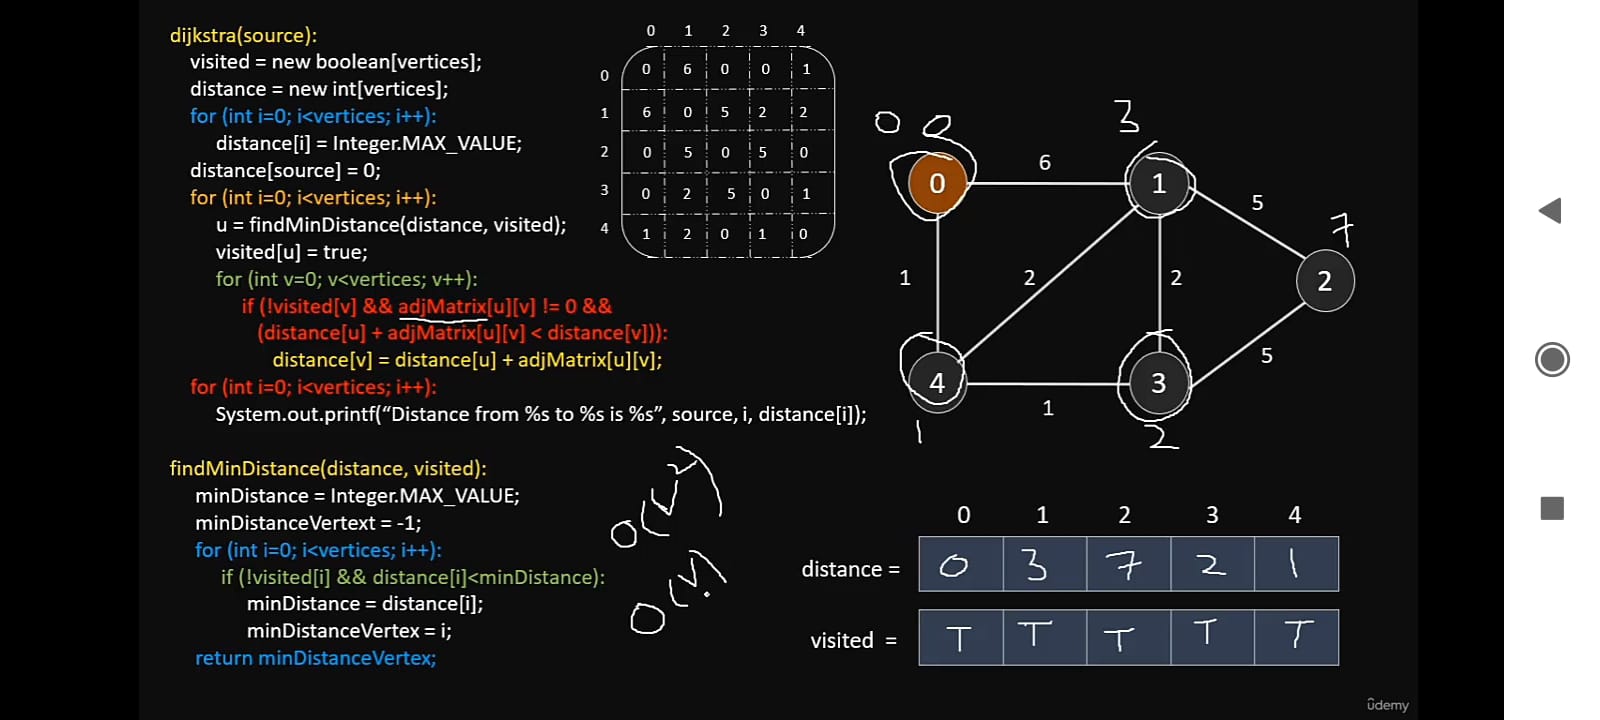 dijkstra(source):
visited = new boolean[vertices];
distance = new int[vertices];
for (int i=0; i<vertices; i++):
distance[i] = Integer.MAX_VALUE;
distance[source] = 0;
for (int i=0; i<vertices; i++):
u = findMinDistance(distance, visited);
visited[u] = true;
for (int v=0; v<vertices; v++):
if (!visited[v] && adjMatrix[u][v] != 0 &&
(distance[u] + adjMatrix[u][v] < distance[v])):
distance[v] = distance[u] + adjMatrix[u][v];
for (int i=0; i<vertices; i++):
System.out.printf(“Distance from %s to %s is %s”, source, i, distance[i]);
findMinDistance(distance, visited):
minDistance = Integer.MAX_VALUE;
minDistanceVertext = -1;
for (int i=0; i<vertices; i++):
if (!visited[i] && distance[i]<minDistance):
minDistance = distance[i];
minDistanceVertex = i;
return minDistanceVertex;
O(V²)
O(V)
0 1 2 3 4
0 0 6 0 0 1
1 6 0 5 2 2
2 0 5 0 5 0
3 0 2 5 0 1
4 1 2 0 1 0
0 0 3
0 6 1
5
7
1 2 2 2
5
4 3
1
1 2
0 1 2 3 4
distance = 0 3 7 2 1
visited = T T T T T
ûdemy